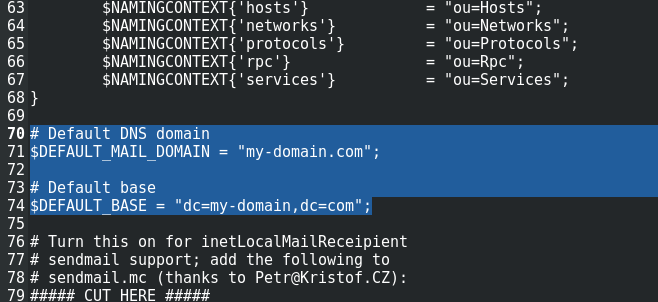 63 $NAMINGCONTEXT{'hosts'} = "ou=Hosts";
64 $NAMINGCONTEXT{'networks'} = "ou=Networks";
65 $NAMINGCONTEXT{'protocols'} = "ou=Protocols";
66 $NAMINGCONTEXT{'rpc'} = "ou=Rpc";
67 $NAMINGCONTEXT{'services'} = "ou=Services";
68 }
69
70 # Default DNS domain
71 $DEFAULT_MAIL_DOMAIN = "my-domain.com";
72
73 # Default base
74 $DEFAULT_BASE = "dc=my-domain,dc=com";
75
76 # Turn this on for inetLocalMailReceipient
77 # sendmail support; add the following to
78 # sendmail.mc (thanks to Petr@Kristof.CZ):
79 ##### CUT HERE #####